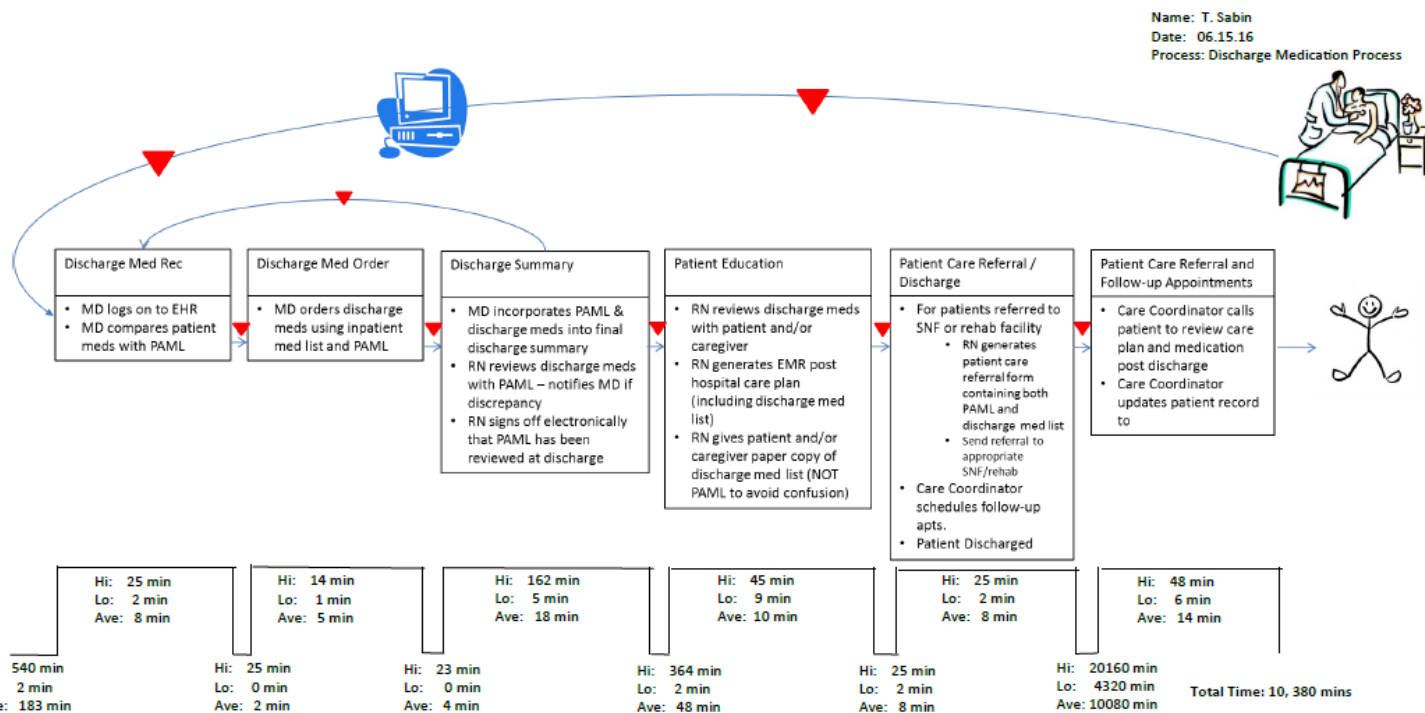 Name: T. Sabin
Date: 06.15.16
Process: Discharge Medication Process
Discharge Med Rec
• MD logs on to EHR
• MD compares patient
meds with PAML
Discharge Med Order
• MD orders discharge
meds using inpatient
med list and PAML
Discharge Summary
• MD incorporates PAML &
discharge meds into final
discharge summary
• RN reviews discharge meds
with PAML – notifies MD if
discrepancy
• RN signs off electronically
that PAML has been
reviewed at discharge
Patient Education
• RN reviews discharge meds
with patient and/or
caregiver
• RN generates EMR post
hospital care plan
(including discharge med
list)
• RN gives patient and/or
caregiver paper copy of
discharge med list (NOT
PAML to avoid confusion)
Patient Care Referral /
Discharge
• For patients referred to
SNF or rehab facility
• RN generates
patient care
referral form
containing both
PAML and
discharge med list
• Send referral to
appropriate
SNF/rehab
• Care Coordinator
schedules follow-up
apts.
• Patient Discharged
Patient Care Referral and
Follow-up Appointments
• Care Coordinator calls
patient to review care
plan and medication
post discharge
• Care Coordinator
updates patient record
to
Hi: 25 min
Lo: 2 min
Ave: 8 min
Hi: 14 min
Lo: 1 min
Ave: 5 min
Hi: 162 min
Lo: 5 min
Ave: 18 min
Hi: 45 min
Lo: 9 min
Ave: 10 min
Hi: 25 min
Lo: 2 min
Ave: 8 min
Hi: 48 min
Lo: 6 min
Ave: 14 min
540 min
2 min
e: 183 min
Hi: 25 min
Lo: 0 min
Ave: 2 min
Hi: 23 min
Lo: 0 min
Ave: 4 min
Hi: 364 min
Lo: 2 min
Ave: 48 min
Hi: 25 min
Lo: 2 min
Ave: 8 min
Hi: 20160 min
Lo: 4320 min
Ave: 10080 min
Total Time: 10, 380 mins